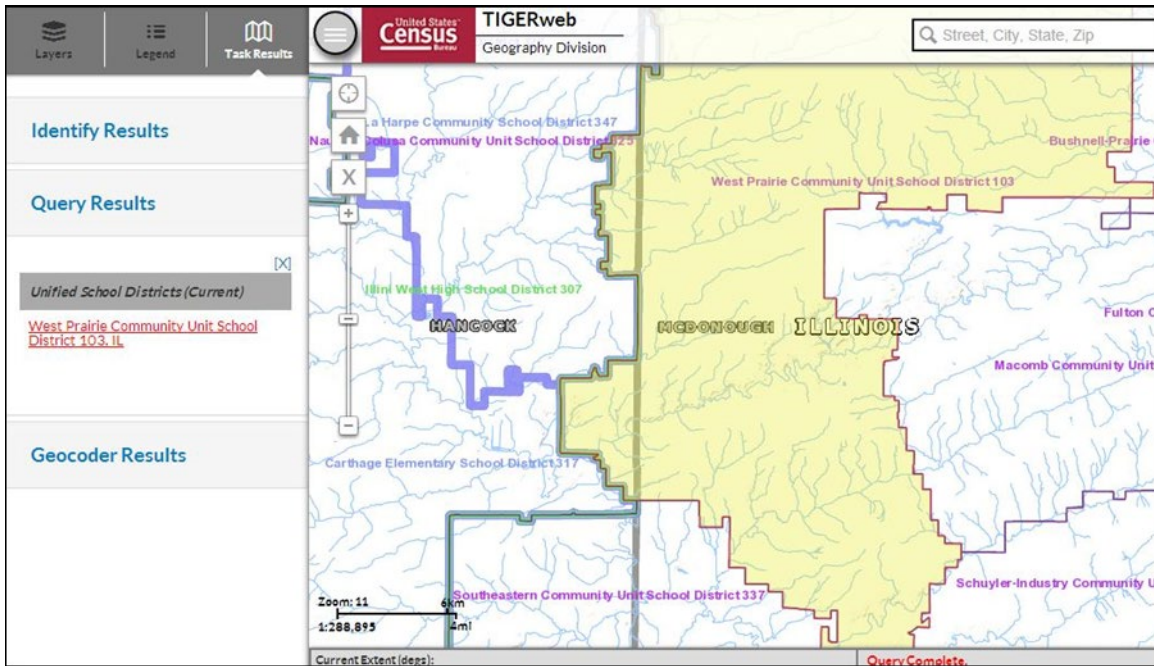 Layers
Legend
Task Results
United States™
Census
Bureau
TIGERweb
Geography Division
Street, City, State, Zip
Identify Results
Query Results
[X]
Unified School Districts (Current)
West Prairie Community Unit School
District 103, IL
Geocoder Results
La Harpe Community School District 347
Colusa Community Unit School District 325
X
Bushnell-Prairie
West Prairie Community Unit School District 103
+
Illini West High School District 307
HANCOCK
MCDONOUGH
ILLINOIS
Fulton C
Macomb Community Unit
Carthage Elementary School District 317
Southeastern Community Unit School District 337
Schuyler-Industry Community U
Zoom: 11
6km
1:288,895
4mi
Current Extent (degs):
Query Complete.